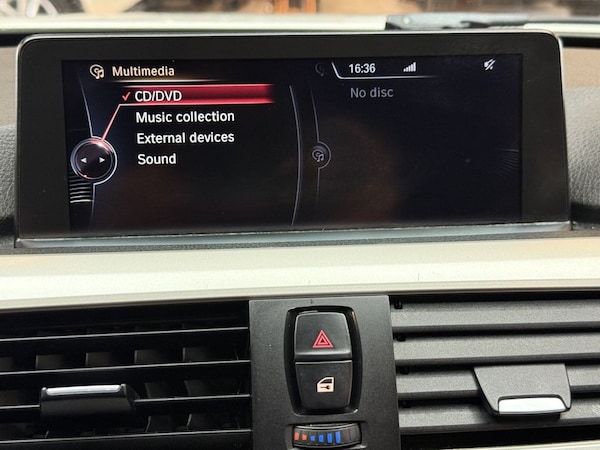 Multimedia
16:36
CD/DVD
No disc
Music collection
External devices
Sound